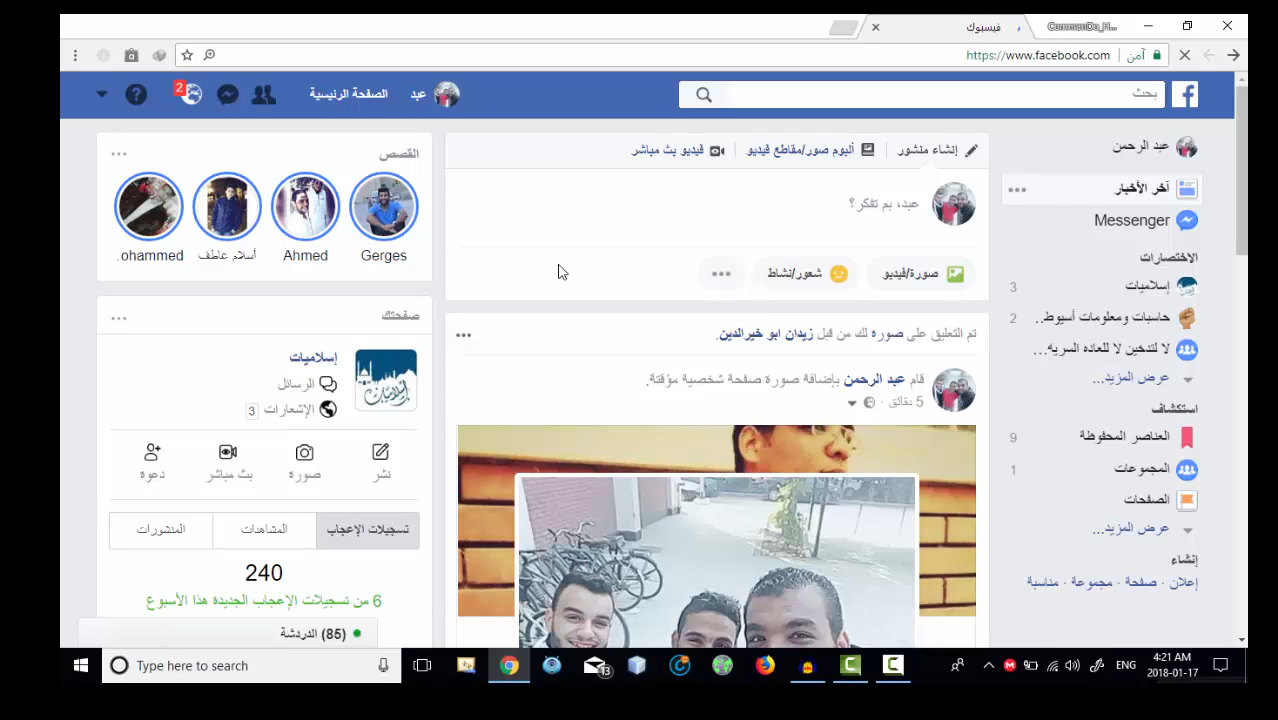 فيسبوك
https://www.facebook.com
آمن
بحث
عبد
الصفحة الرئيسية
2
عبد الرحمن
آخر الأخبار
Messenger
الاختصارات
إسلاميات
3
حاسبات ومعلومات أسيوط..
2
لا لتدخين لا للعاده السريه...
عرض المزيد...
استكشاف
العناصر المحفوظة
9
المجموعات
1
الصفحات
عرض المزيد...
إنشاء
إعلان · صفحة · مجموعة · مناسبة
إنشاء منشور
ألبوم صور/مقاطع فيديو
فيديو بث مباشر
عبد، بم تفكر؟
صورة/فيديو
شعور/نشاط
تم التعليق على صورة لك من قبل زيدان ابو خيرالدين.
قام عبد الرحمن بإضافة صورة صفحة شخصية مؤقتة.
5 دقائق ·
القصص
Gerges
Ahmed
أسلام عاطف
ohammed.
صفحتك
إسلاميات
الرسائل
الإشعارات 3
نشر
صورة
بث مباشر
دعوة
تسجيلات الإعجاب
المشاهدات
المنشورات
240
6 من تسجيلات الإعجاب الجديدة هذا الأسبوع
الدردشة (85)
Type here to search
13
ENG
4:21 AM
2018-01-17